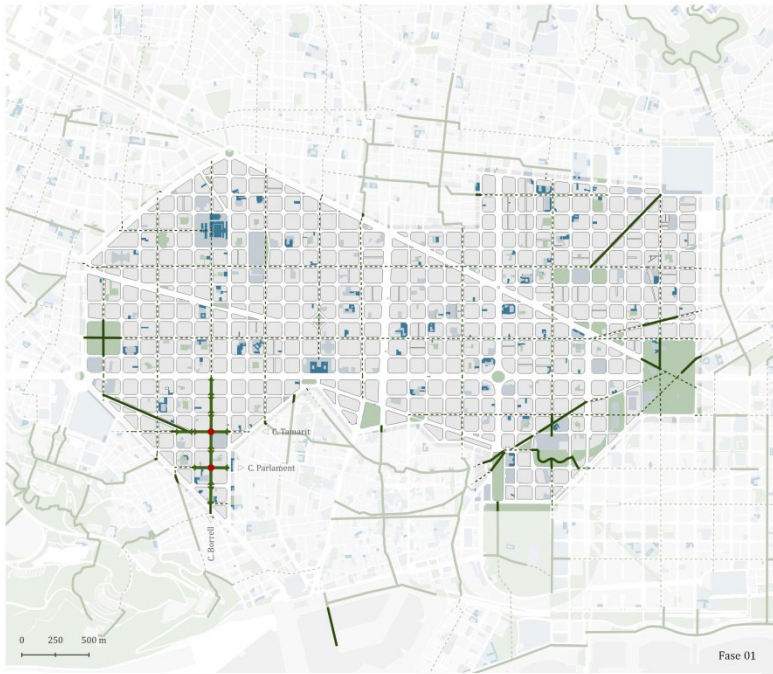 C. Tamarit
C. Parlament
C. Borrell
0 250 500 m
Fase 01